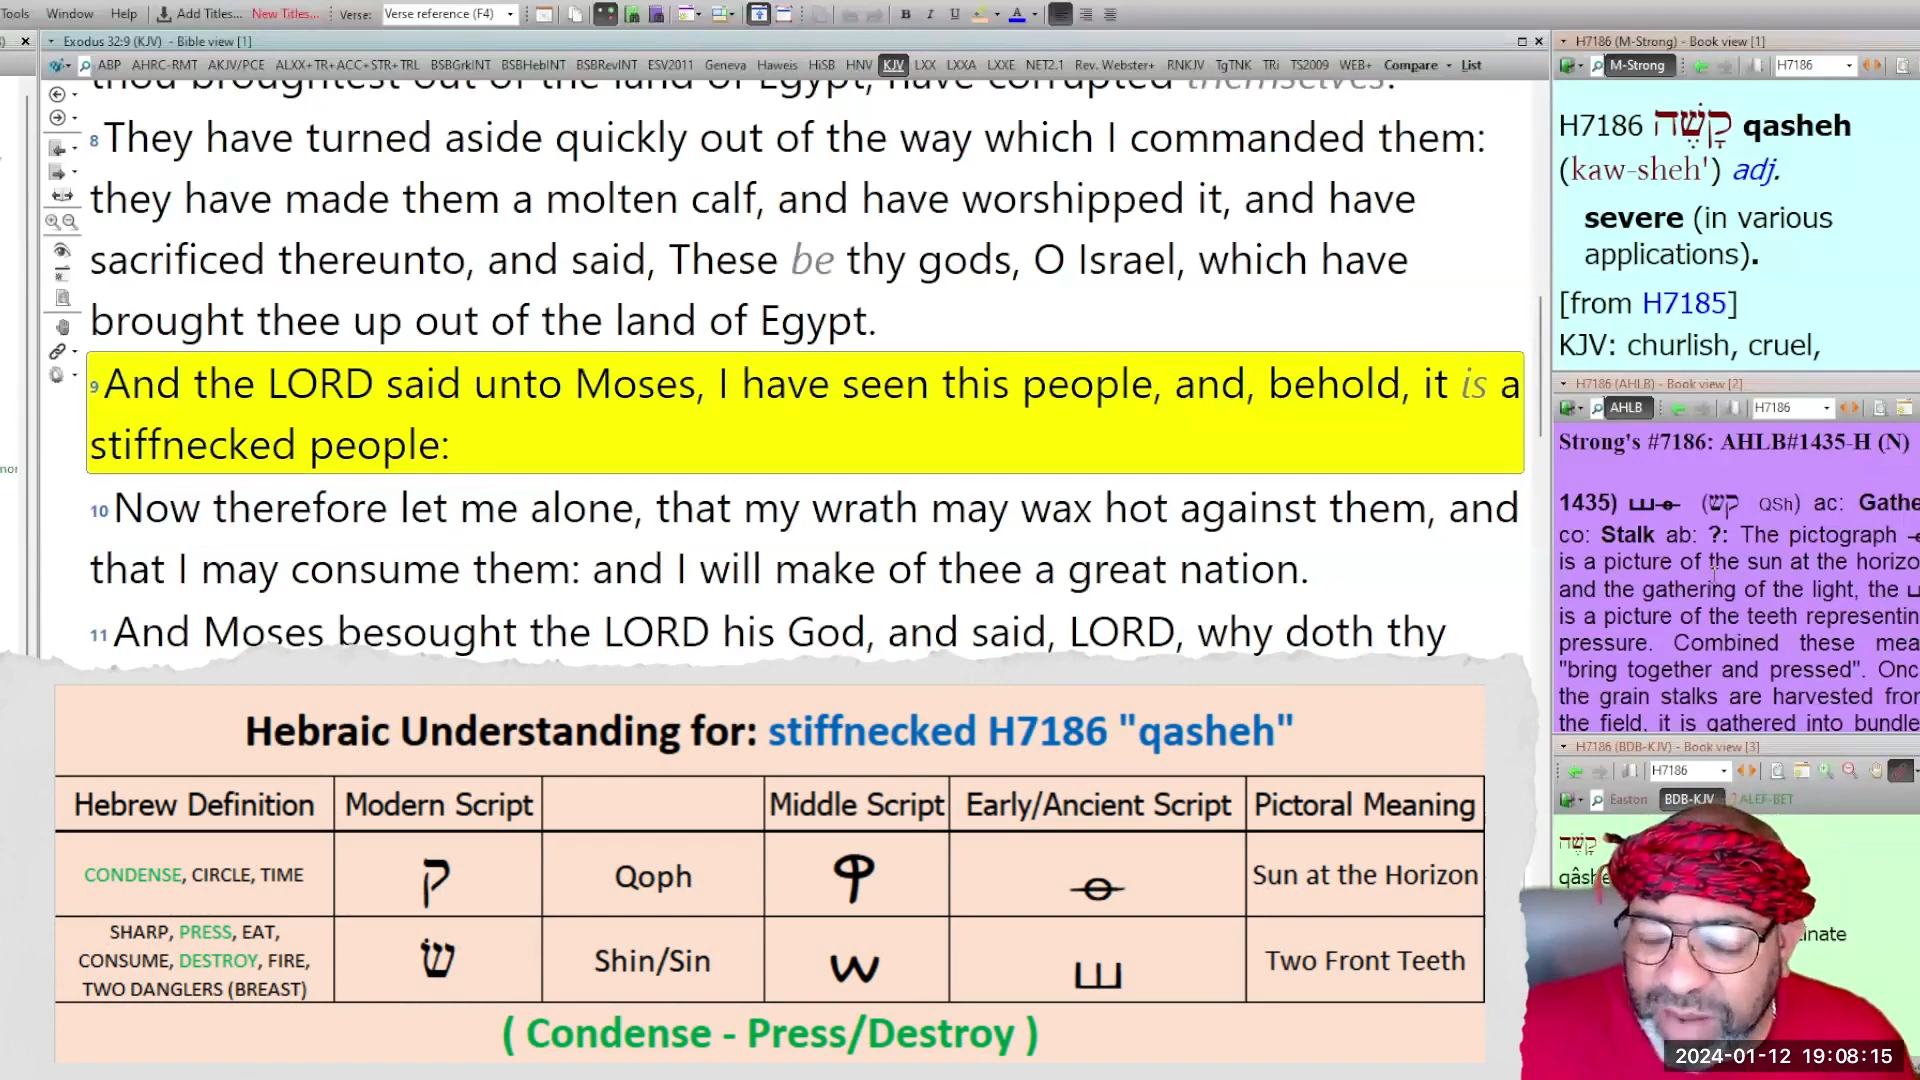 Tools Window Help Add Titles... New Titles... Verse: Verse reference (F4) B I U A
Exodus 32:9 (KJV) - Bible view [1]
ABP AHRC-RMT AKJV/PCE ALXX+TR+ACC+STR+TRL BSBGrkINT BSBHebINT BSBRevINT ESV2011 Geneva Haweis HiSB HNV KJV LXX LXXA LXXE NET2.1 Rev. Webster+ RNKJV TgTNK TRi TS2009 WEB+ Compare List
thou broughtest out of the land of Egypt, have corrupted themselves:
8 They have turned aside quickly out of the way which I commanded them:
they have made them a molten calf, and have worshipped it, and have
sacrificed thereunto, and said, These be thy gods, O Israel, which have
brought thee up out of the land of Egypt.
9 And the LORD said unto Moses, I have seen this people, and, behold, it is a
stiffnecked people:
10 Now therefore let me alone, that my wrath may wax hot against them, and
that I may consume them: and I will make of thee a great nation.
11 And Moses besought the LORD his God, and said, LORD, why doth thy
H7186 (M-Strong) - Book view [1]
M-Strong H7186
H7186 קָשֶׁה qasheh
(kaw-sheh') adj.
severe (in various
applications).
[from H7185]
KJV: churlish, cruel,
H7186 (AHLB) - Book view [2]
AHLB H7186
Strong's #7186: AHLB#1435-H (N)
1435) (קש QSh) ac: Gathe
co: Stalk ab: ?: The pictograph
is a picture of the sun at the horizo
and the gathering of the light, the
is a picture of the teeth representin
pressure. Combined these mea
"bring together and pressed". Onc
the grain stalks are harvested fror
the field, it is gathered into bundle
H7186 (BDB-KJV) - Book view [3]
H7186
Easton BDB-KJV ALEF-BET
קָשֶׁה
qâshe
inate
Hebraic Understanding for: stiffnecked H7186 "qasheh"
Hebrew Definition Modern Script Middle Script Early/Ancient Script Pictoral Meaning
CONDENSE, CIRCLE, TIME ק Qoph Sun at the Horizon
SHARP, PRESS, EAT,
CONSUME, DESTROY, FIRE,
TWO DANGLERS (BREAST)
שׂ Shin/Sin Two Front Teeth
( Condense - Press/Destroy )
2024-01-12 19:08:15